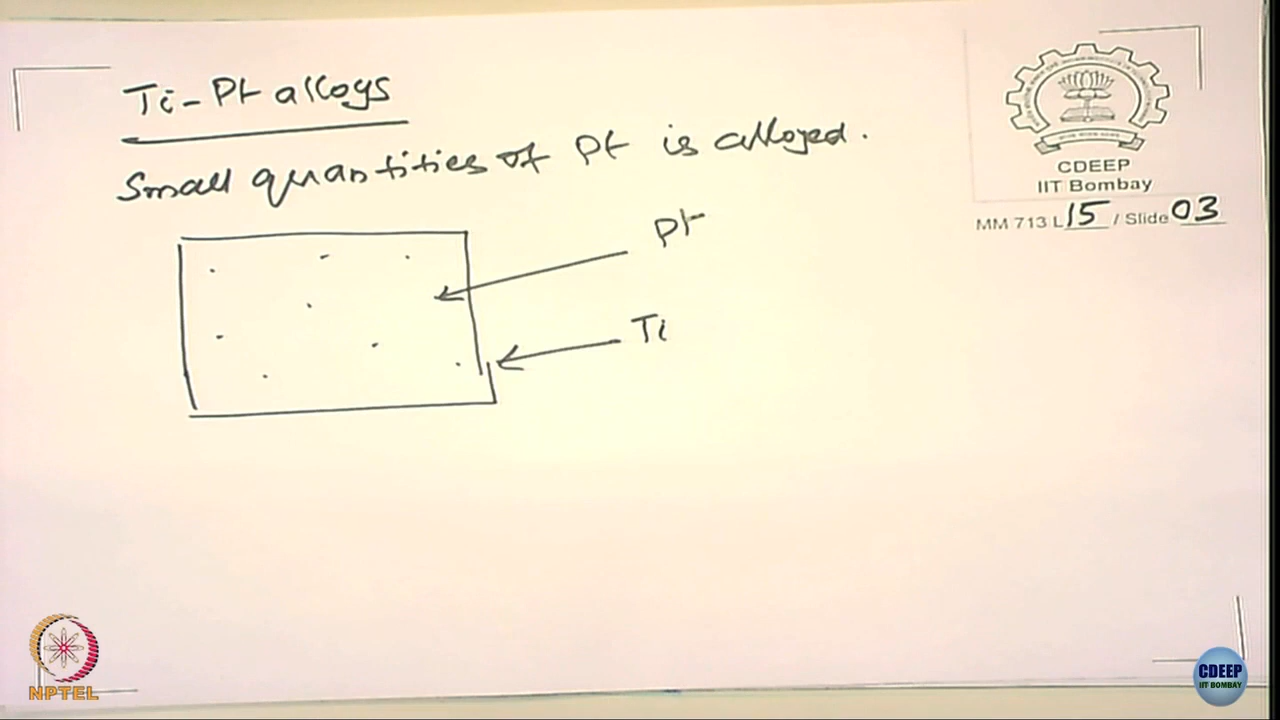 Ti-Pt alloys
Small quantities of Pt is alloyed.
Pt
Ti
CDEEP
IIT Bombay
MM 713 L 15 / Slide 03
NPTEL
CDEEP
IIT BOMBAY